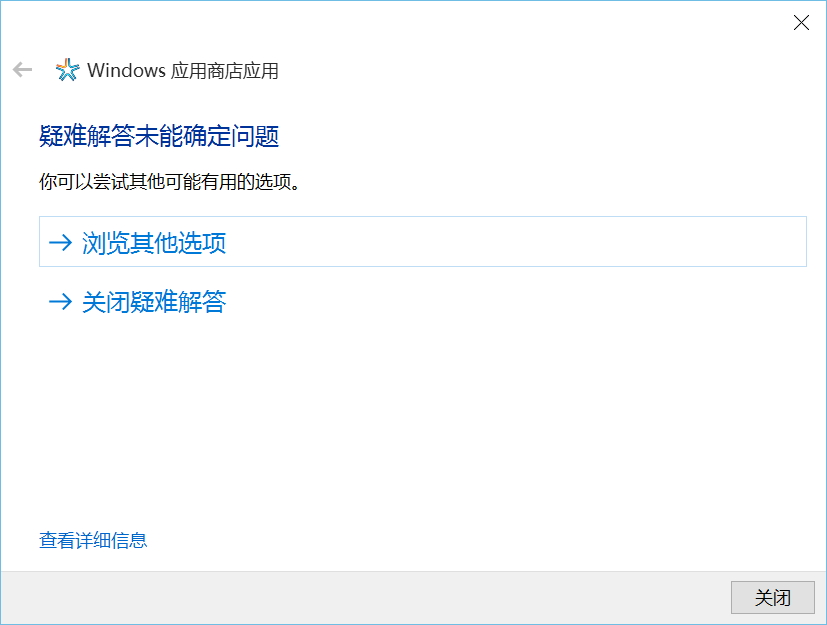 Windows 应用商店应用
疑难解答未能确定问题
你可以尝试其他可能有用的选项。
浏览其他选项
关闭疑难解答
查看详细信息
关闭